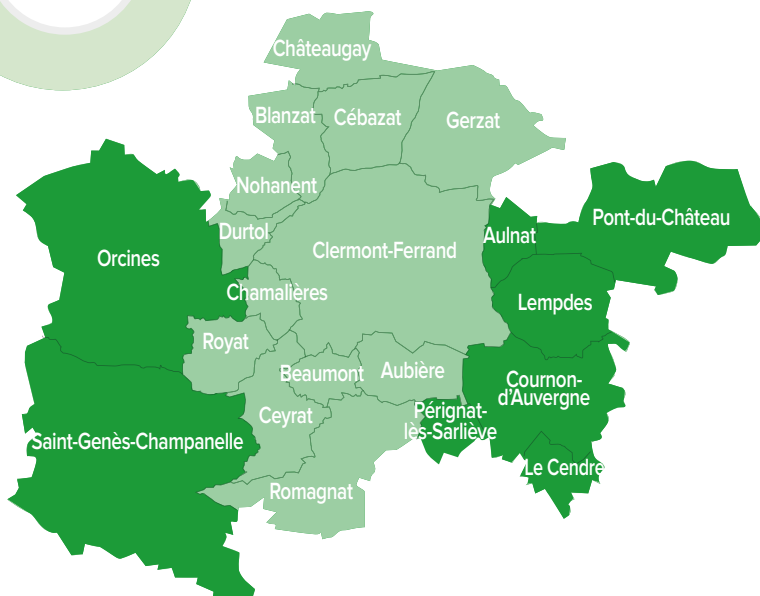 Châteaugay
Blanzat
Cébazat
Gerzat
Nohanent
Pont-du-Château
Durtol
Aulnat
Clermont-Ferrand
Orcines
Chamalières
Lempdes
Royat
Beaumont
Aubière
Cournon-
d'Auvergne
Ceyrat
Pérignat-
lès-Sarliève
Saint-Genès-Champanelle
Le Cendre
Romagnat